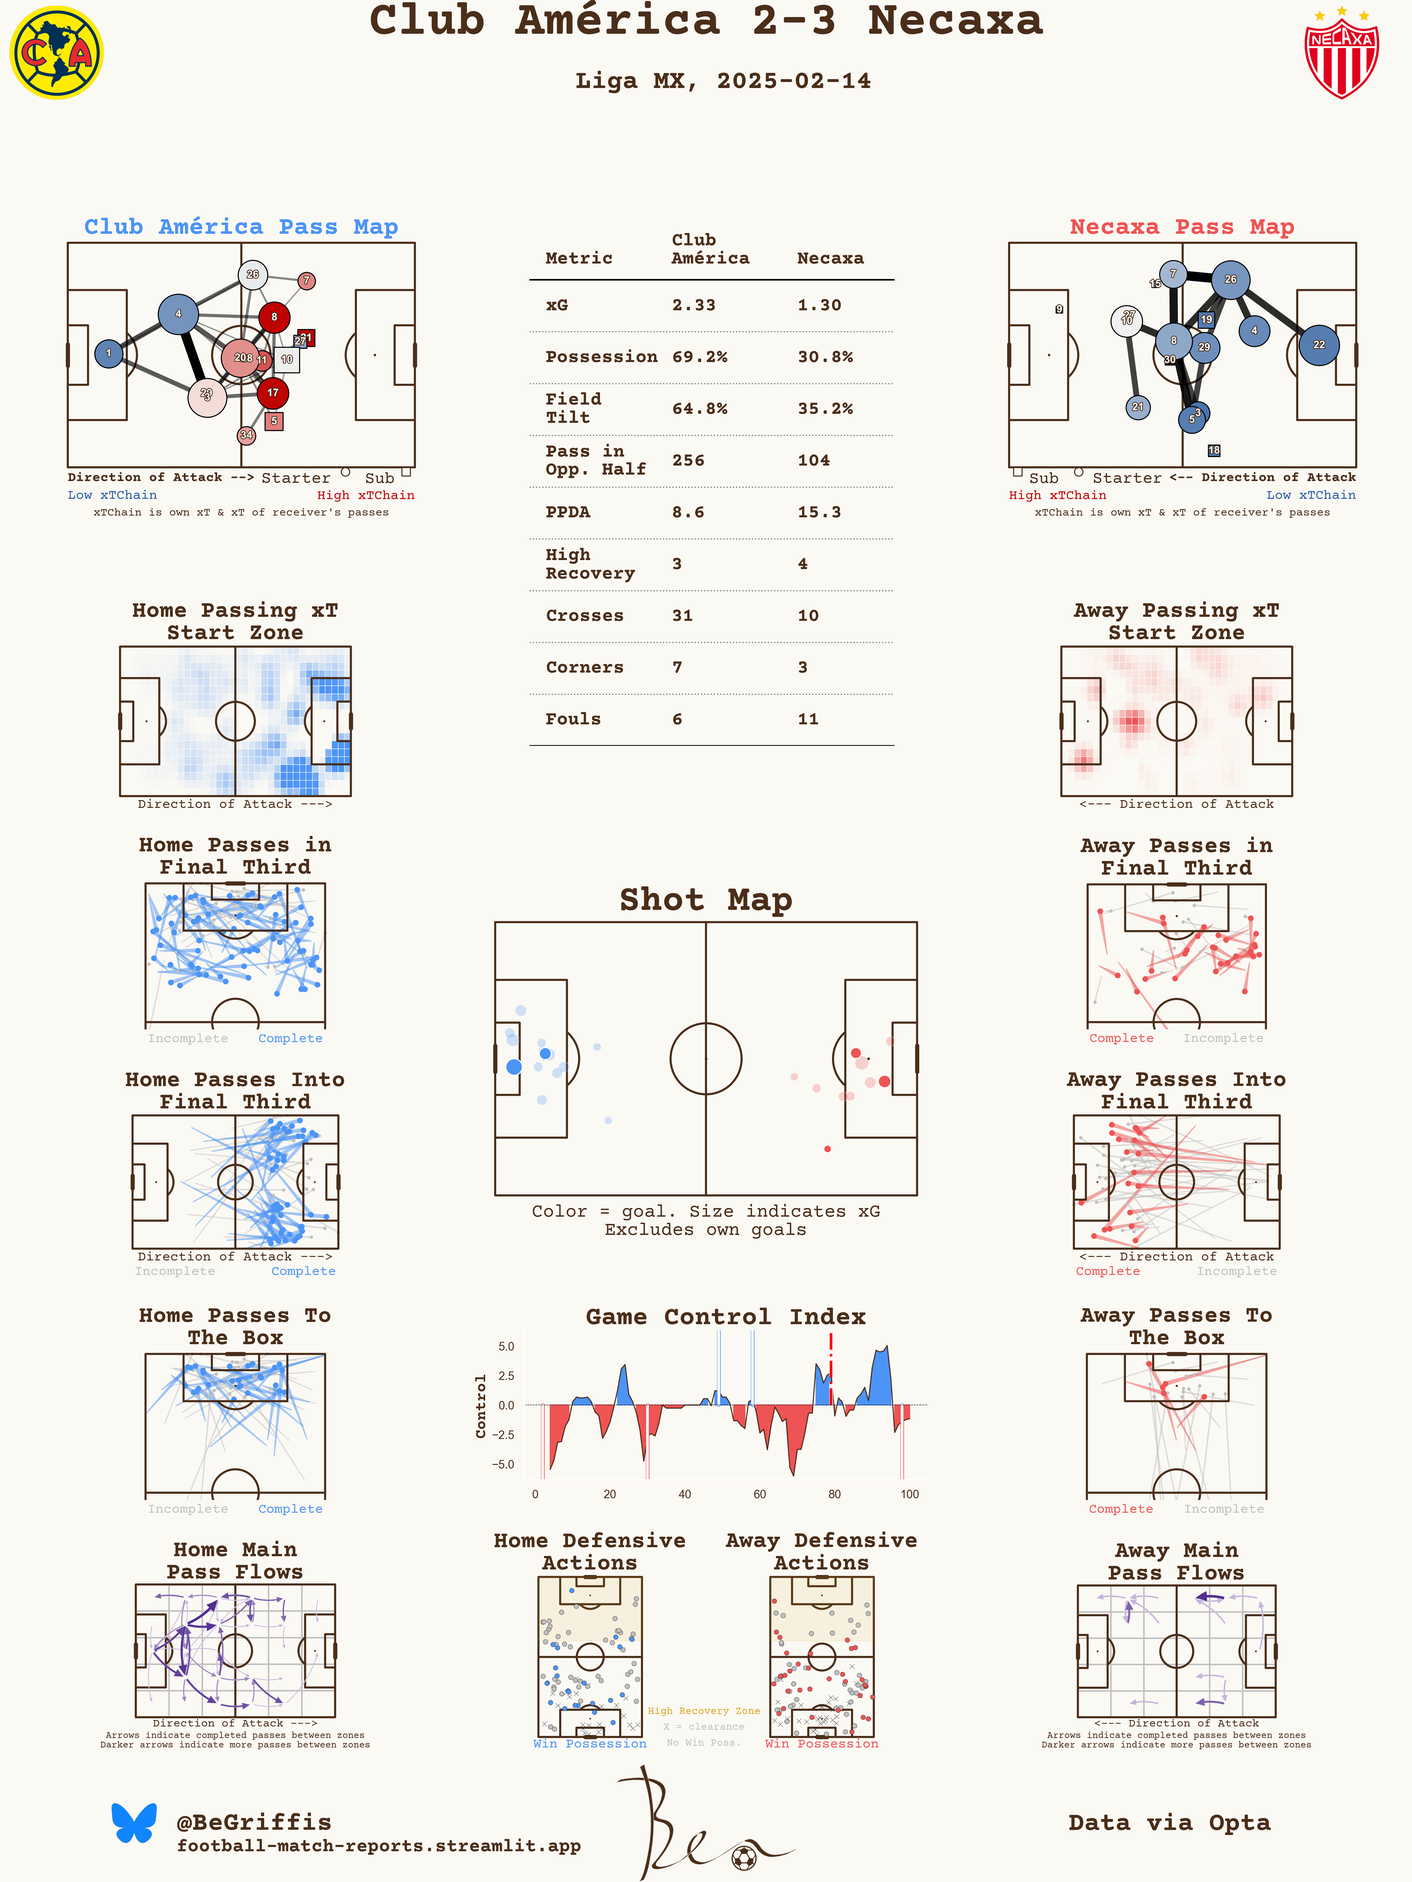 Club América 2-3 Necaxa
Liga MX, 2025-02-14
CA
NECAXA
Club América Pass Map
26
7
4
8
21
27
1
208
11
10
3
17
5
34
Direction of Attack --> Starter Sub
Low xTChain High xTChain
xTChain is own xT & xT of receiver's passes
Metric Club América Necaxa
xG 2.33 1.30
Possession 69.2% 30.8%
Field Tilt 64.8% 35.2%
Pass in Opp. Half 256 104
PPDA 8.6 15.3
High Recovery 3 4
Crosses 31 10
Corners 7 3
Fouls 6 11
Necaxa Pass Map
7
26
15
9
27
10
19
4
8
29
22
30
21
3
5
18
Sub Starter <-- Direction of Attack
High xTChain Low xTChain
xTChain is own xT & xT of receiver's passes
Home Passing xT
Start Zone
Direction of Attack --->
Away Passing xT
Start Zone
<--- Direction of Attack
Home Passes in
Final Third
Incomplete Complete
Away Passes in
Final Third
Complete Incomplete
Shot Map
Color = goal. Size indicates xG
Excludes own goals
Home Passes Into
Final Third
Direction of Attack --->
Incomplete Complete
Away Passes Into
Final Third
<--- Direction of Attack
Complete Incomplete
Home Passes To
The Box
Incomplete Complete
Game Control Index
Control
5.0
2.5
0.0
−2.5
−5.0
0 20 40 60 80 100
Away Passes To
The Box
Complete Incomplete
Home Main
Pass Flows
Direction of Attack --->
Arrows indicate completed passes between zones
Darker arrows indicate more passes between zones
Home Defensive
Actions
Win Possession
Away Defensive
Actions
Win Possession
High Recovery Zone
X = clearance
No Win Poss.
Away Main
Pass Flows
<--- Direction of Attack
Arrows indicate completed passes between zones
Darker arrows indicate more passes between zones
@BeGriffis
football-match-reports.streamlit.app
Ben
Data via Opta